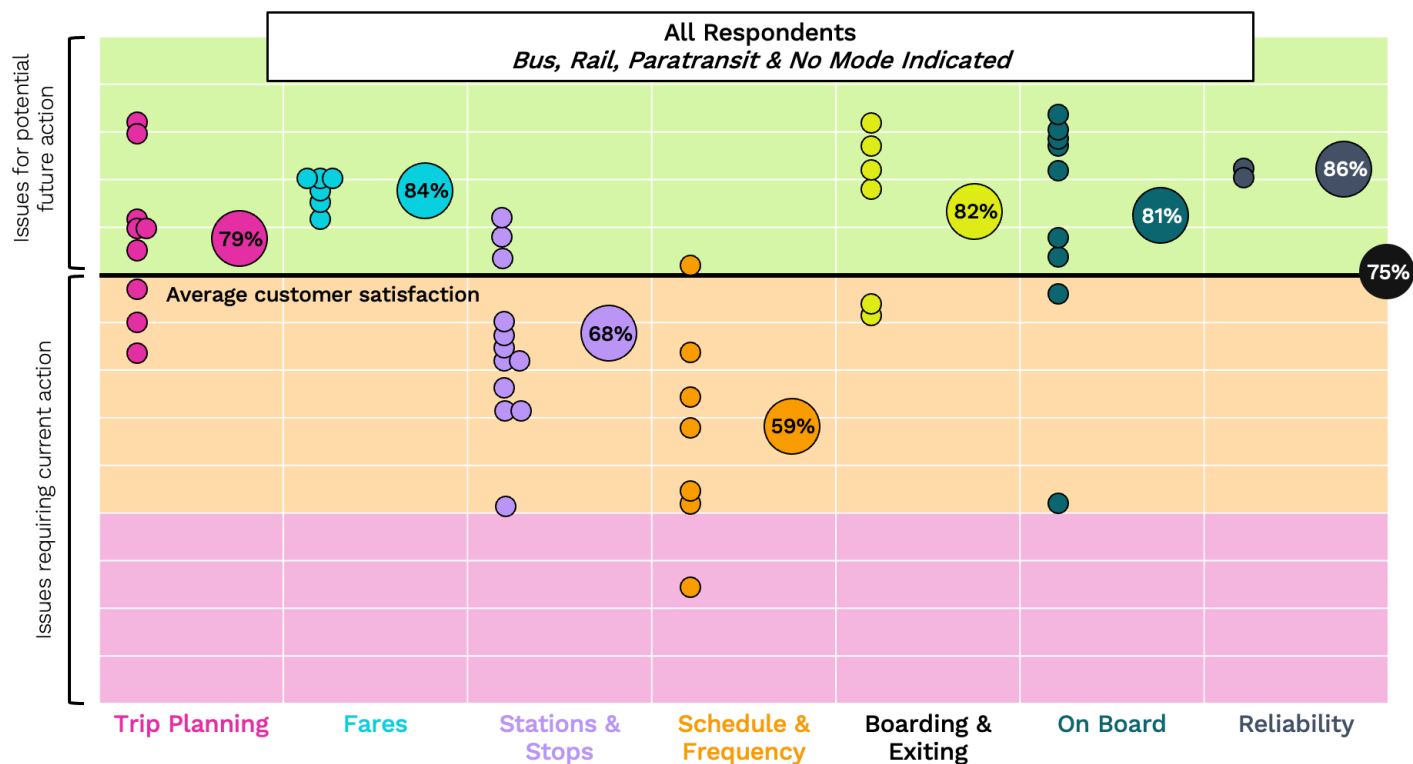 All Respondents
Bus, Rail, Paratransit & No Mode Indicated
Issues for potential
future action
79%
84%
82%
81%
86%
75%
Average customer satisfaction
68%
59%
Issues requiring current action
Trip Planning
Fares
Stations &
Stops
Schedule &
Frequency
Boarding &
Exiting
On Board
Reliability